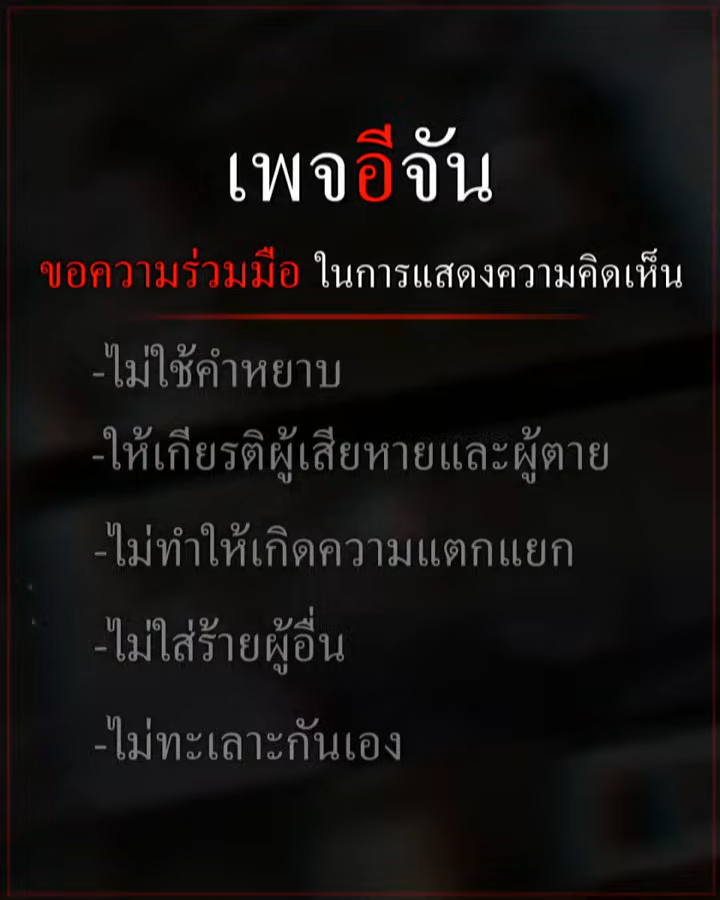 เพจอีจัน
ขอความร่วมมือ ในการแสดงความคิดเห็น
-ไม่ใช้คำหยาบ
-ให้เกียรติผู้เสียหายและผู้ตาย
-ไม่ทำให้เกิดความแตกแยก
-ไม่ใส่ร้ายผู้อื่น
-ไม่ทะเลาะกันเอง